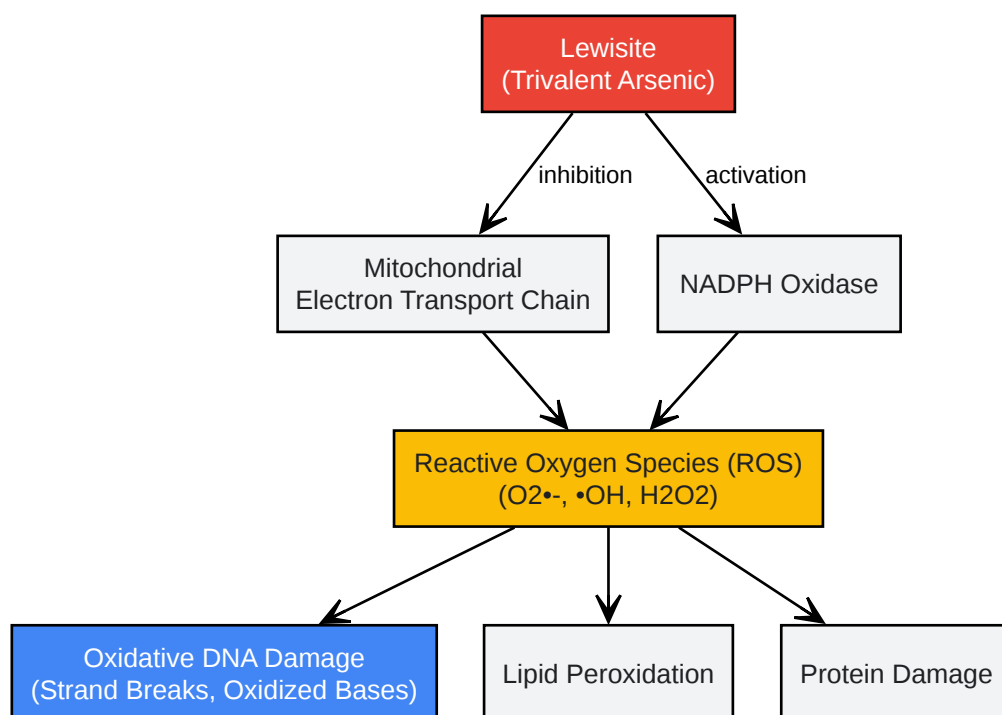 Lewisite
(Trivalent Arsenic)
inhibition
activation
Mitochondrial
Electron Transport Chain
NADPH Oxidase
Reactive Oxygen Species (ROS)
(O2•-, •OH, H2O2)
Oxidative DNA Damage
(Strand Breaks, Oxidized Bases)
Lipid Peroxidation
Protein Damage